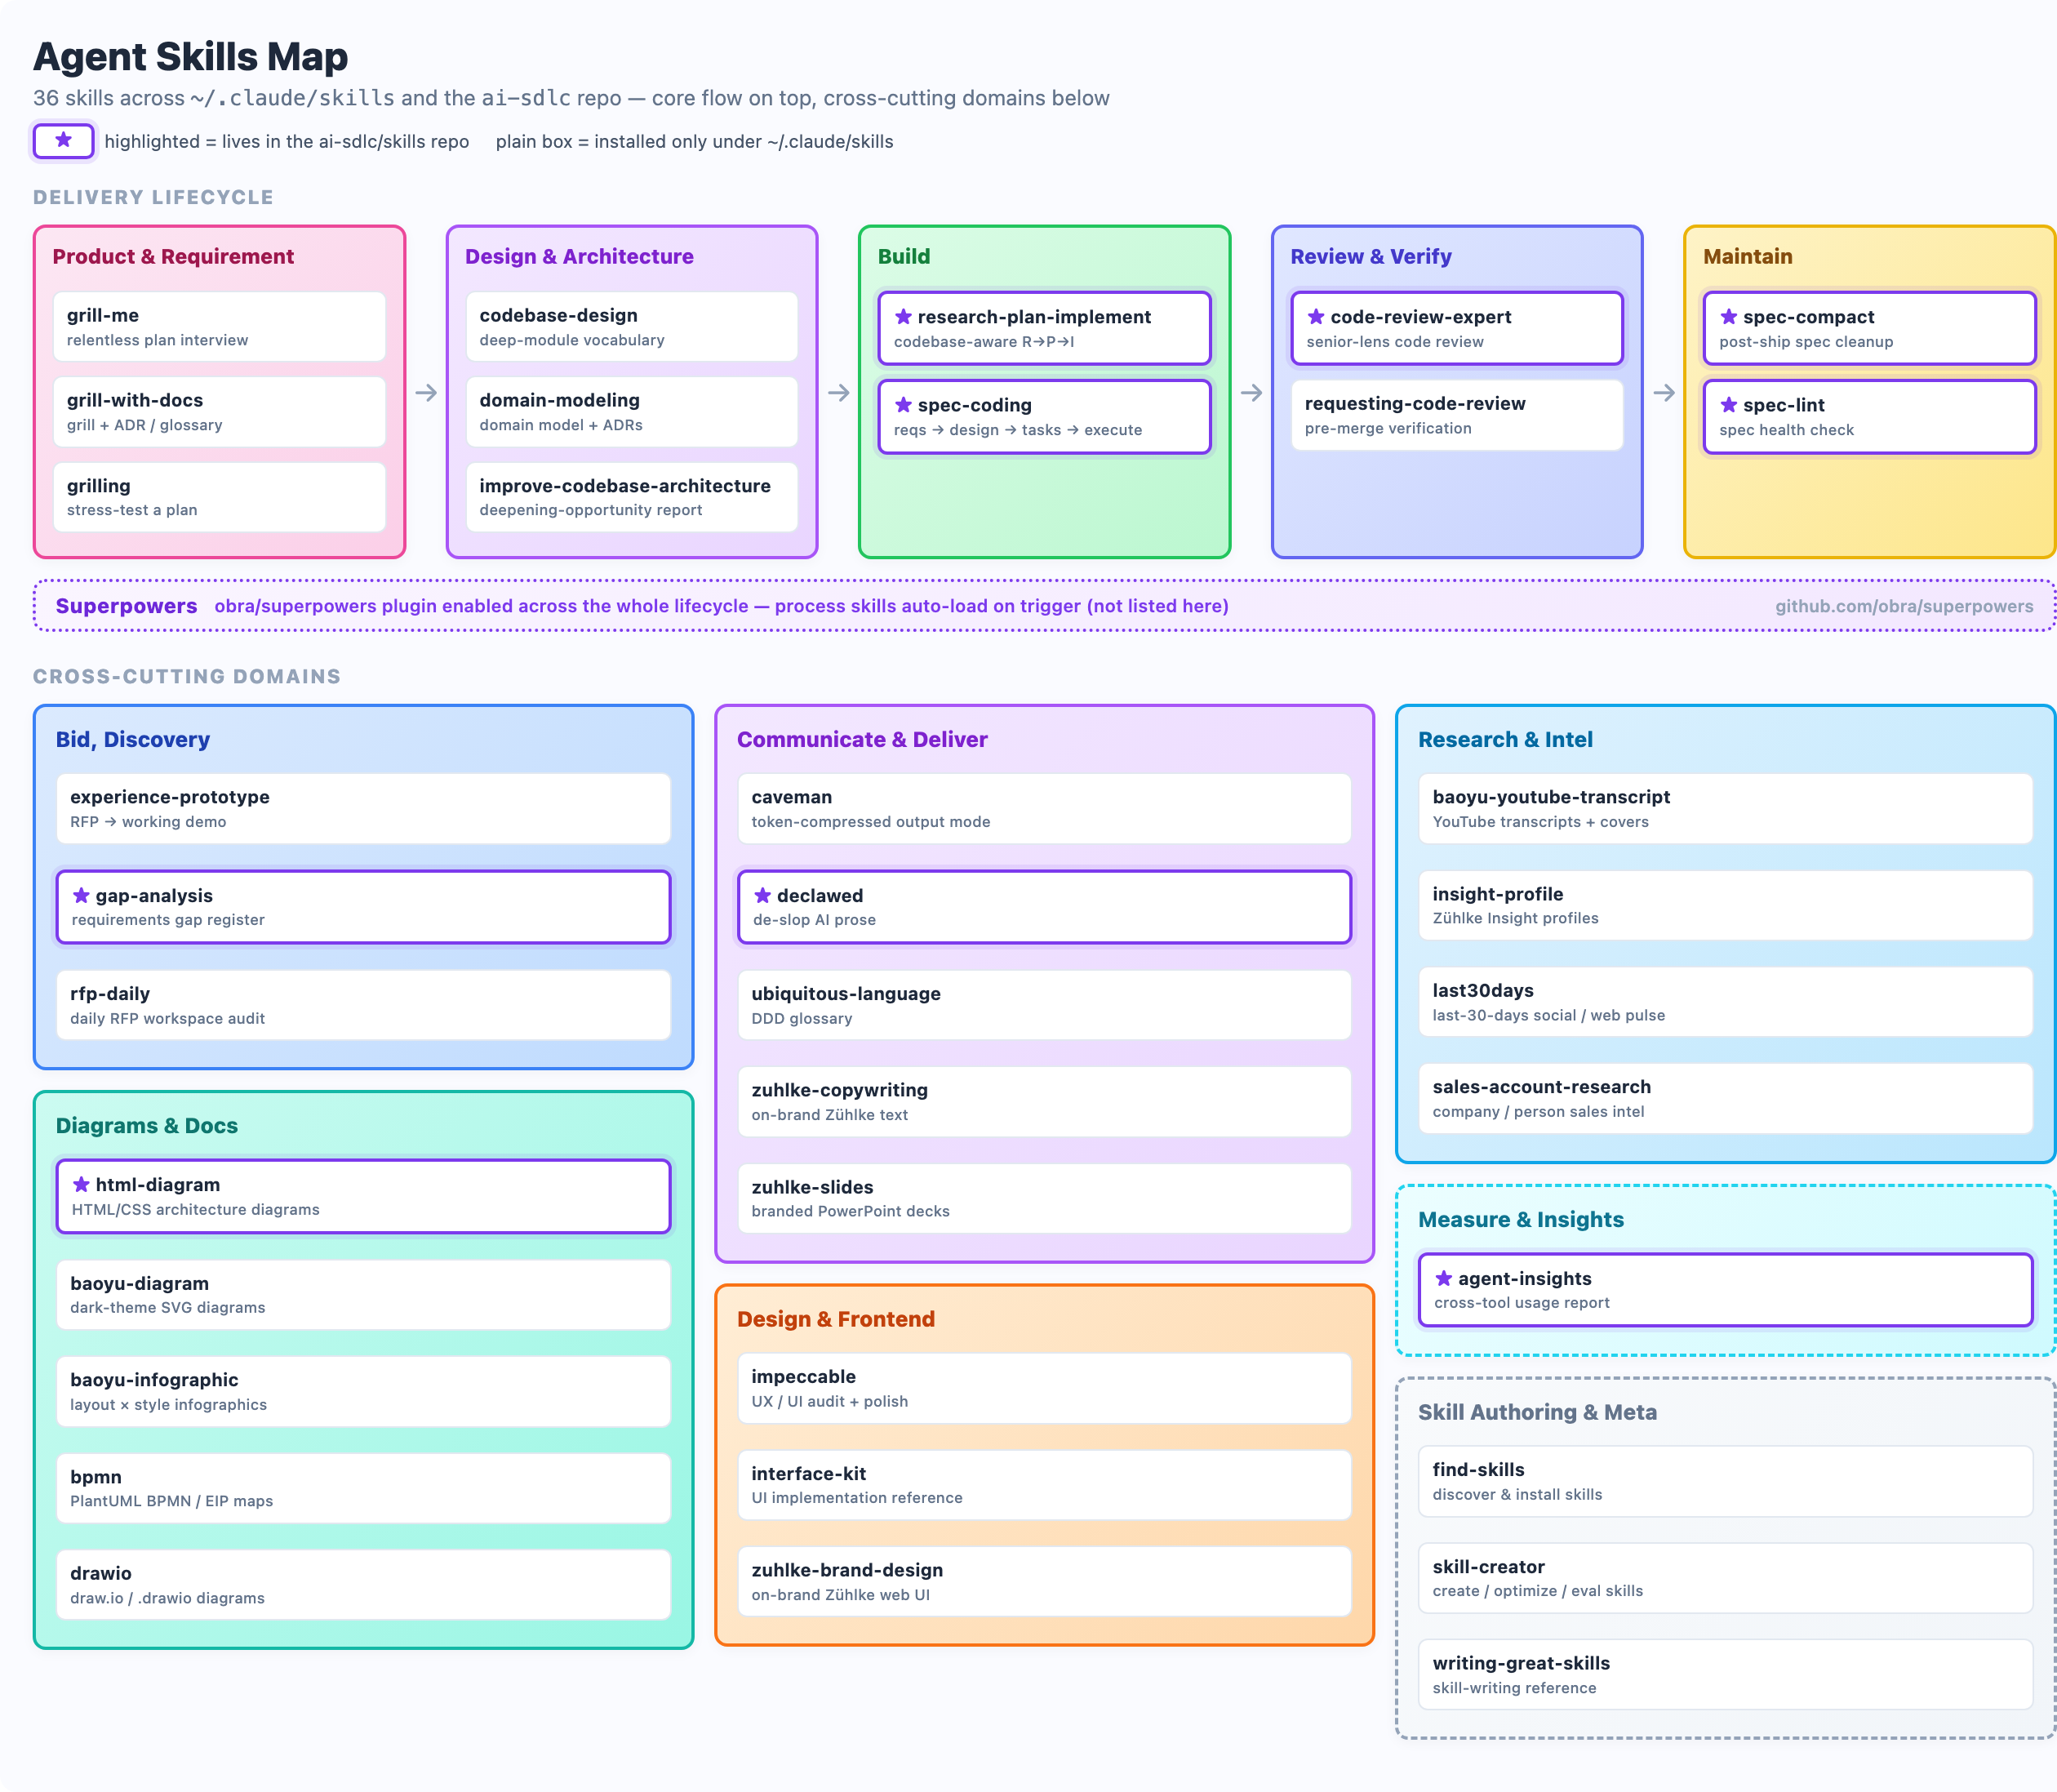 Agent Skills Map
36 skills across ~/.claude/skills and the ai-sdlc repo — core flow on top, cross-cutting domains below
★ highlighted = lives in the ai-sdlc/skills repo plain box = installed only under ~/.claude/skills
DELIVERY LIFECYCLE
Product & Requirement
grill-me
relentless plan interview
grill-with-docs
grill + ADR / glossary
grilling
stress-test a plan
→
Design & Architecture
codebase-design
deep-module vocabulary
domain-modeling
domain model + ADRs
improve-codebase-architecture
deepening-opportunity report
→
Build
★ research-plan-implement
codebase-aware R→P→I
★ spec-coding
reqs → design → tasks → execute
→
Review & Verify
★ code-review-expert
senior-lens code review
requesting-code-review
pre-merge verification
→
Maintain
★ spec-compact
post-ship spec cleanup
★ spec-lint
spec health check
Superpowers obra/superpowers plugin enabled across the whole lifecycle — process skills auto-load on trigger (not listed here) github.com/obra/superpowers
CROSS-CUTTING DOMAINS
Bid, Discovery
experience-prototype
RFP → working demo
★ gap-analysis
requirements gap register
rfp-daily
daily RFP workspace audit
Diagrams & Docs
★ html-diagram
HTML/CSS architecture diagrams
baoyu-diagram
dark-theme SVG diagrams
baoyu-infographic
layout × style infographics
bpmn
PlantUML BPMN / EIP maps
drawio
draw.io / .drawio diagrams
Communicate & Deliver
caveman
token-compressed output mode
★ declawed
de-slop AI prose
ubiquitous-language
DDD glossary
zuhlke-copywriting
on-brand Zühlke text
zuhlke-slides
branded PowerPoint decks
Design & Frontend
impeccable
UX / UI audit + polish
interface-kit
UI implementation reference
zuhlke-brand-design
on-brand Zühlke web UI
Research & Intel
baoyu-youtube-transcript
YouTube transcripts + covers
insight-profile
Zühlke Insight profiles
last30days
last-30-days social / web pulse
sales-account-research
company / person sales intel
Measure & Insights
★ agent-insights
cross-tool usage report
Skill Authoring & Meta
find-skills
discover & install skills
skill-creator
create / optimize / eval skills
writing-great-skills
skill-writing reference